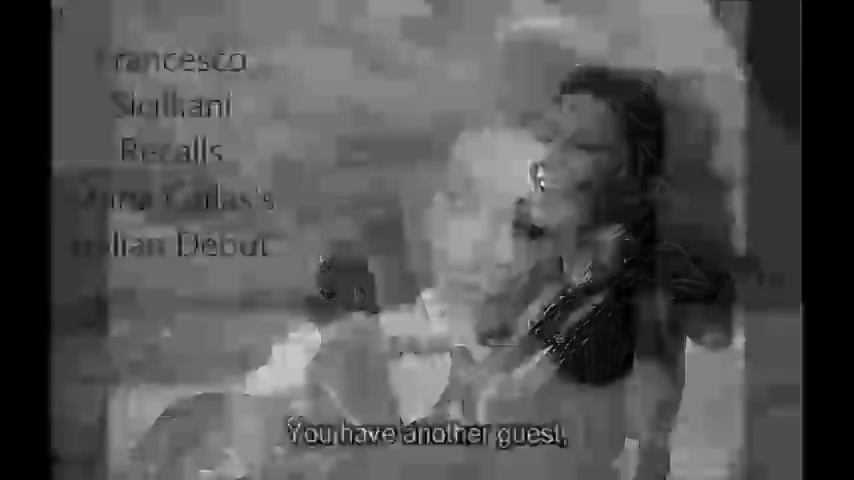 Francesco
Siciliani
Recalls
Maria Callas's
Italian Debut
You have another guest,